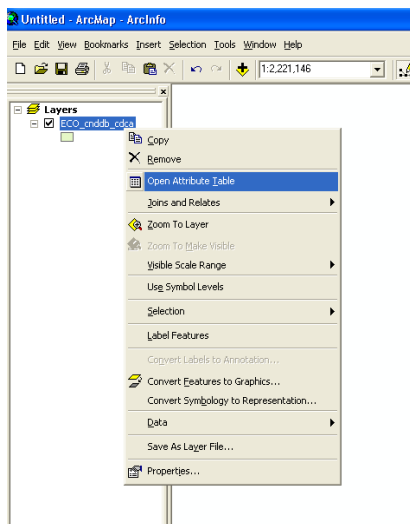 Untitled - ArcMap - ArcInfo
File Edit View Bookmarks Insert Selection Tools Window Help
1:2,221,146
Layers
ECO_cnddb_cdca
Copy
Remove
Open Attribute Table
Joins and Relates
Zoom To Layer
Zoom To Make Visible
Visible Scale Range
Use Symbol Levels
Selection
Label Features
Convert Labels to Annotation...
Convert Features to Graphics...
Convert Symbology to Representation...
Data
Save As Layer File...
Properties...